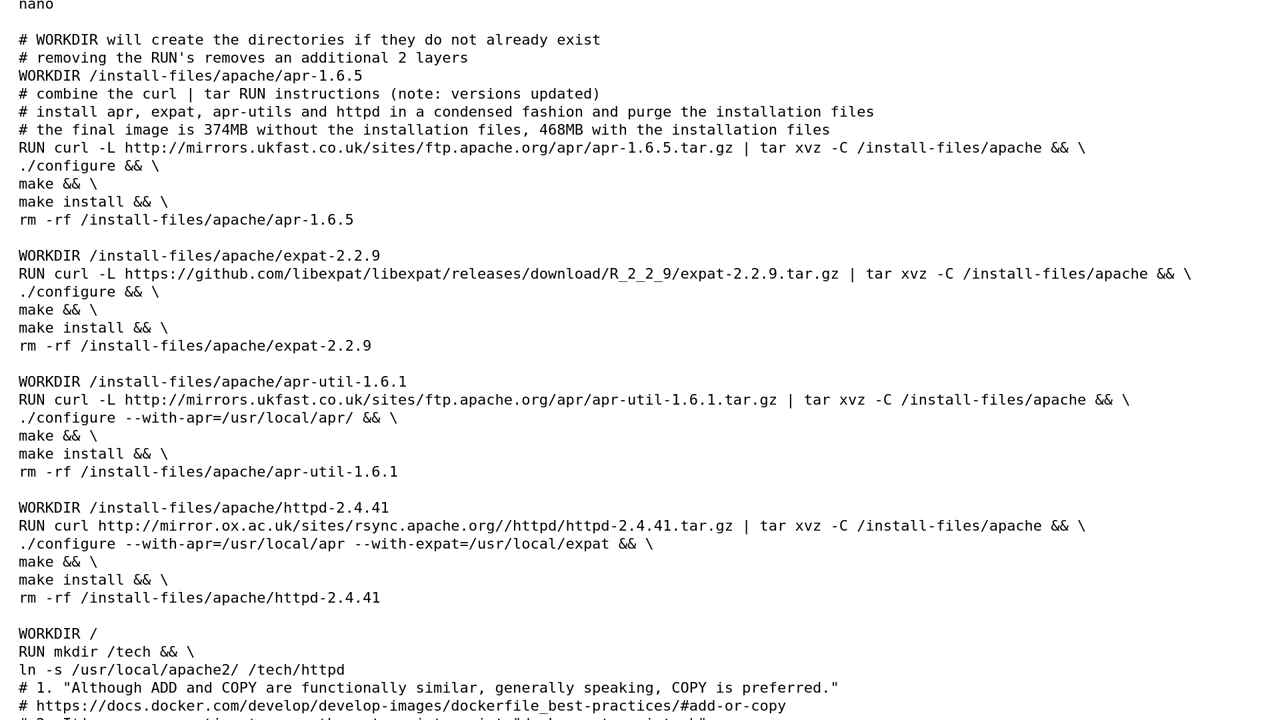 nano
# WORKDIR will create the directories if they do not already exist
# removing the RUN's removes an additional 2 layers
WORKDIR /install-files/apache/apr-1.6.5
# combine the curl | tar RUN instructions (note: versions updated)
# install apr, expat, apr-utils and httpd in a condensed fashion and purge the installation files
# the final image is 374MB without the installation files, 468MB with the installation files
RUN curl -L http://mirrors.ukfast.co.uk/sites/ftp.apache.org/apr/apr-1.6.5.tar.gz | tar xvz -C /install-files/apache && \
./configure && \
make && \
make install && \
rm -rf /install-files/apache/apr-1.6.5
WORKDIR /install-files/apache/expat-2.2.9
RUN curl -L https://github.com/libexpat/libexpat/releases/download/R_2_2_9/expat-2.2.9.tar.gz | tar xvz -C /install-files/apache && \
./configure && \
make && \
make install && \
rm -rf /install-files/apache/expat-2.2.9
WORKDIR /install-files/apache/apr-util-1.6.1
RUN curl -L http://mirrors.ukfast.co.uk/sites/ftp.apache.org/apr/apr-util-1.6.1.tar.gz | tar xvz -C /install-files/apache && \
./configure --with-apr=/usr/local/apr/ && \
make && \
make install && \
rm -rf /install-files/apache/apr-util-1.6.1
WORKDIR /install-files/apache/httpd-2.4.41
RUN curl http://mirror.ox.ac.uk/sites/rsync.apache.org//httpd/httpd-2.4.41.tar.gz | tar xvz -C /install-files/apache && \
./configure --with-apr=/usr/local/apr --with-expat=/usr/local/expat && \
make && \
make install && \
rm -rf /install-files/apache/httpd-2.4.41
WORKDIR /
RUN mkdir /tech && \
ln -s /usr/local/apache2/ /tech/httpd
# 1. "Although ADD and COPY are functionally similar, generally speaking, COPY is preferred."
# https://docs.docker.com/develop/develop-images/dockerfile_best-practices/#add-or-copy